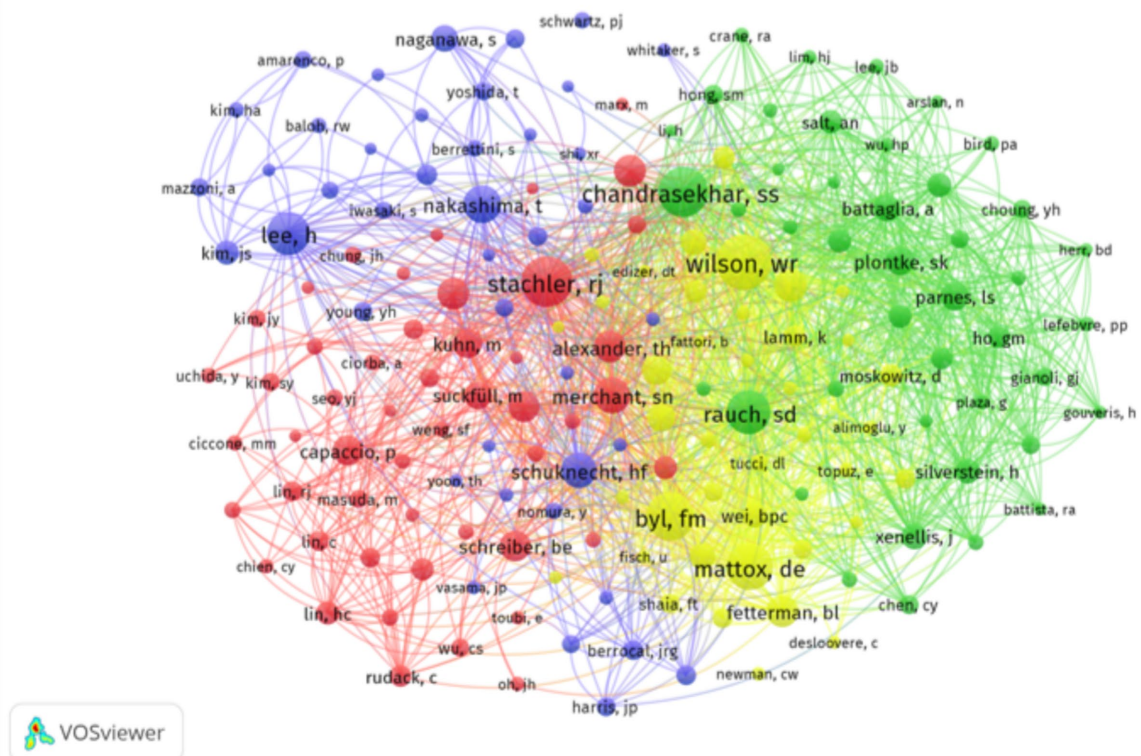 schwartz, pj
naganawa, s
crane, ra
whitaker, s
lim, hj
amarenco, p
lee, jb
yoshida, t
hong, sm
marx, m
arslan, n
kim, ha
baloh, rw
salt, an
li, h
wu, hp
bird, pa
berrettini, s
shi, xr
mazzoni, a
chandrasekhar, ss
iwasaki, s
nakashima, t
battaglia, a
choung, yh
lee, h
kim, js
chung, jh
herr, bd
wilson, wr
plontke, sk
edizer, dt
stachler, rj
parnes, ls
young, yh
kim, jy
lefebvre, pp
lamm, k
ho, gm
fattori, b
kuhn, m
alexander, th
ciorba, a
uchida, y
kim, sy
moskowitz, d
gianoli, gj
seo, yj
suckfüll, m
merchant, sn
plaza, g
rauch, sd
gouveris, h
weng, sf
alimoglu, y
ciccone, mm
capaccio, p
tucci, dl
topuz, e
schuknecht, hf
silverstein, h
yoon, th
lin, rj
masuda, m
nomura, y
battista, ra
byl, fm
wei, bpc
xenellis, j
lin, c
schreiber, be
fisch, u
chien, cy
mattox, de
vasama, jp
shaia, ft
chen, cy
lin, hc
toubi, e
fetterman, bl
desloovere, c
wu, cs
berrocal, jrg
rudack, c
oh, jh
newman, cw
harris, jp
VOSviewer